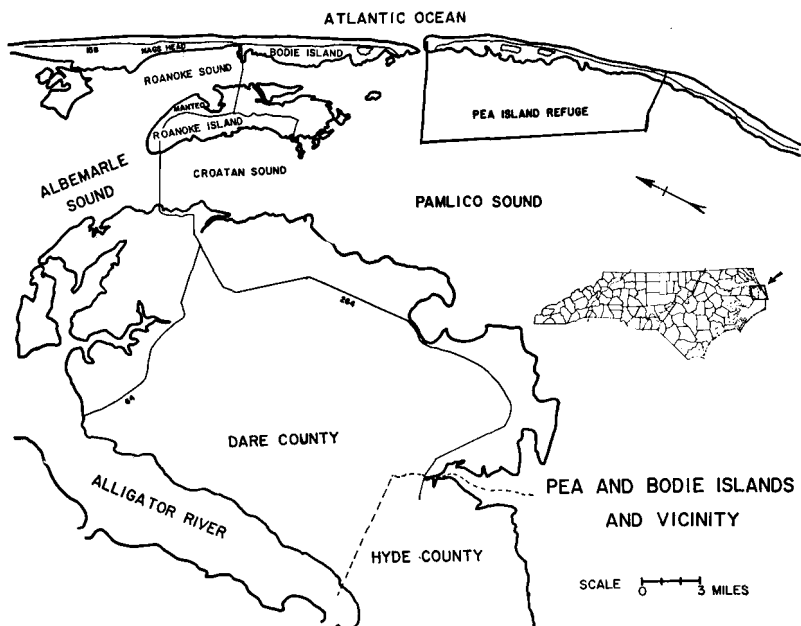 ATLANTIC OCEAN
158
NAGS HEAD
BODIE ISLAND
ROANOKE SOUND
MANTEO
ROANOKE ISLAND
PEA ISLAND REFUGE
CROATAN SOUND
ALBEMARLE
SOUND
PAMLICO SOUND
264
64
DARE COUNTY
ALLIGATOR RIVER
PEA AND BODIE ISLANDS
AND VICINITY
HYDE COUNTY
SCALE 0 3 MILES